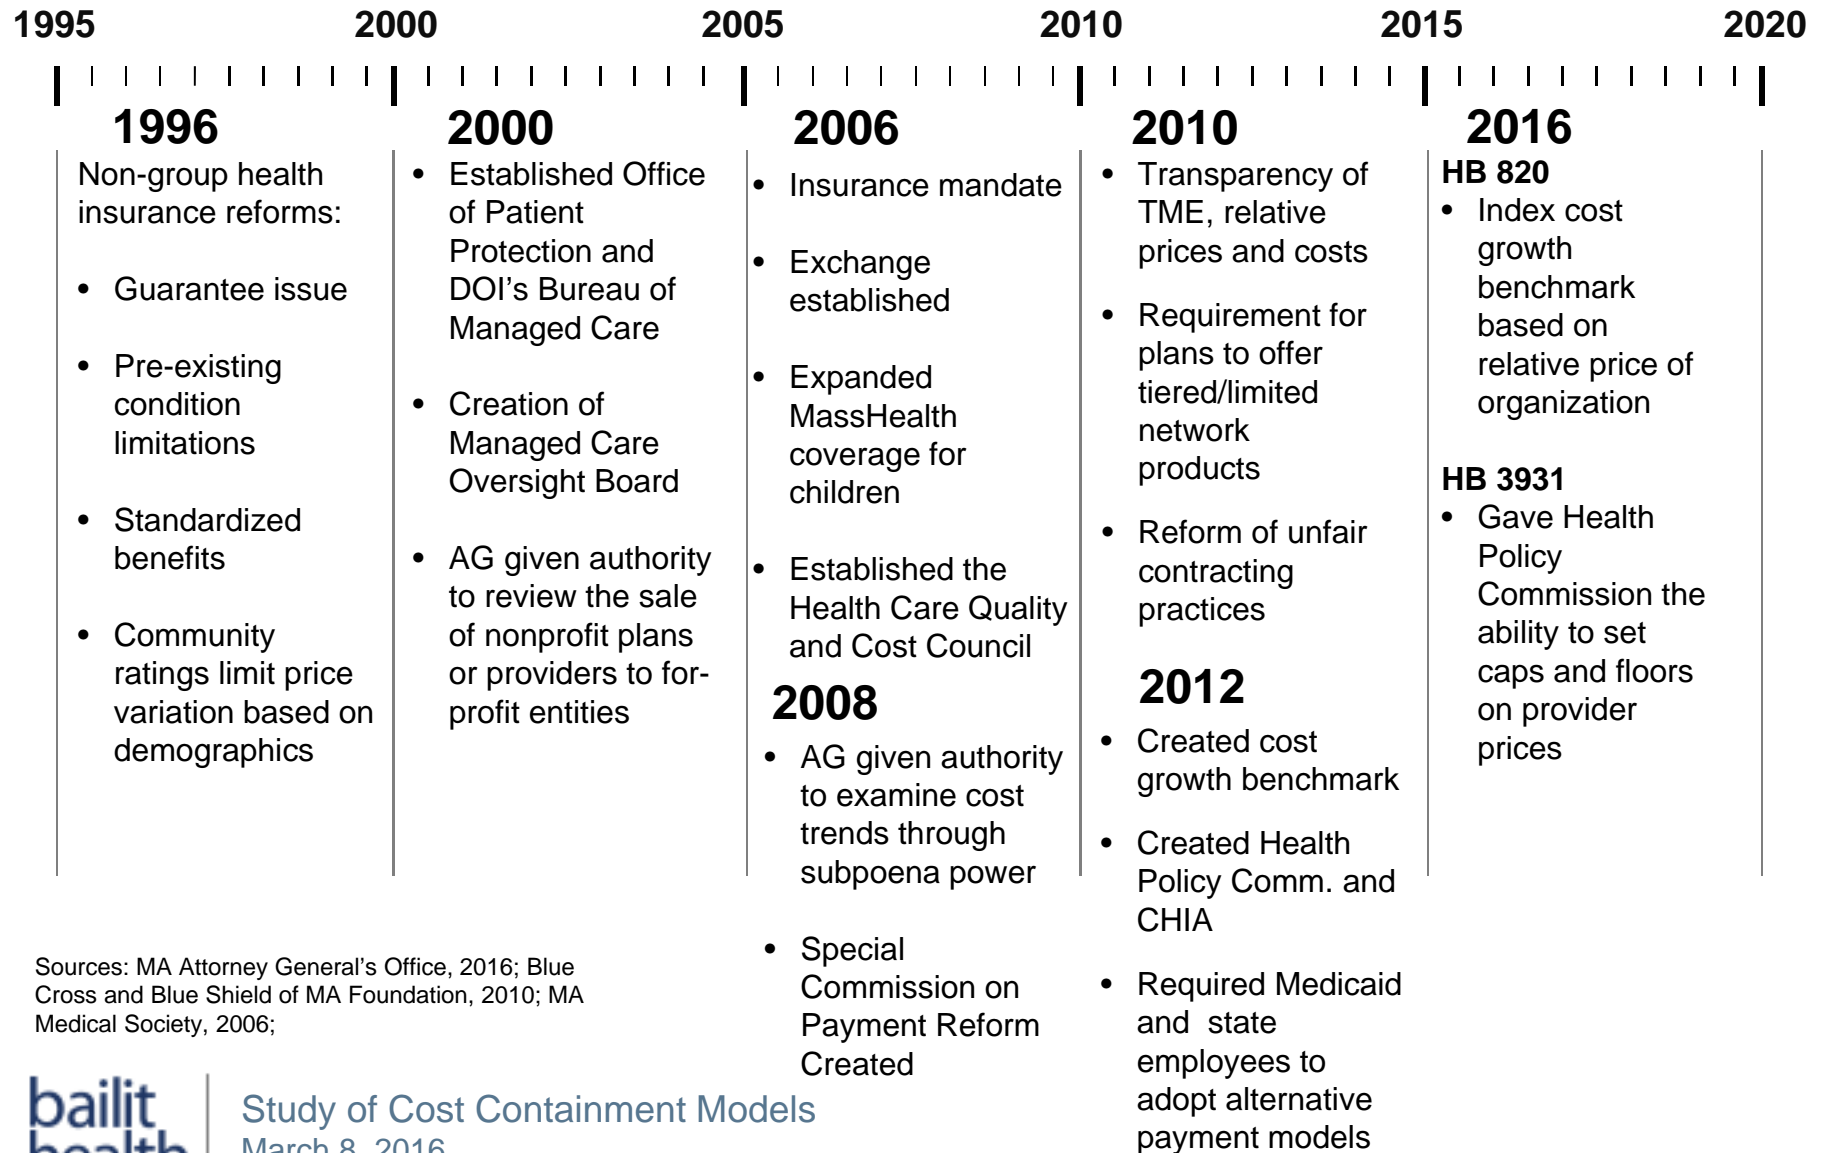 1995 2000 2005 2010 2015 2020
1996
Non-group health
insurance reforms:
• Guarantee issue
• Pre-existing
condition
limitations
• Standardized
benefits
• Community
ratings limit price
variation based on
demographics
2000
• Established Office
of Patient
Protection and
DOI’s Bureau of
Managed Care
• Creation of
Managed Care
Oversight Board
• AG given authority
to review the sale
of nonprofit plans
or providers to for-
profit entities
2006
• Insurance mandate
• Exchange
established
• Expanded
MassHealth
coverage for
children
• Established the
Health Care Quality
and Cost Council
2008
• AG given authority
to examine cost
trends through
subpoena power
• Special
Commission on
Payment Reform
Created
2010
• Transparency of
TME, relative
prices and costs
• Requirement for
plans to offer
tiered/limited
network
products
• Reform of unfair
contracting
practices
2012
• Created cost
growth benchmark
• Created Health
Policy Comm. and
CHIA
• Required Medicaid
and state
employees to
adopt alternative
payment models
2016
HB 820
• Index cost
growth
benchmark
based on
relative price of
organization
HB 3931
• Gave Health
Policy
Commission the
ability to set
caps and floors
on provider
prices
Sources: MA Attorney General’s Office, 2016; Blue
Cross and Blue Shield of MA Foundation, 2010; MA
Medical Society, 2006;
bailit
health
Study of Cost Containment Models
March 8, 2016